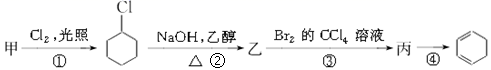 Cl
甲 Cl₂,光照 ① NaOH,乙醇 △ ② 乙 Br₂ 的 CCl₄ 溶液 ③ 丙 ④